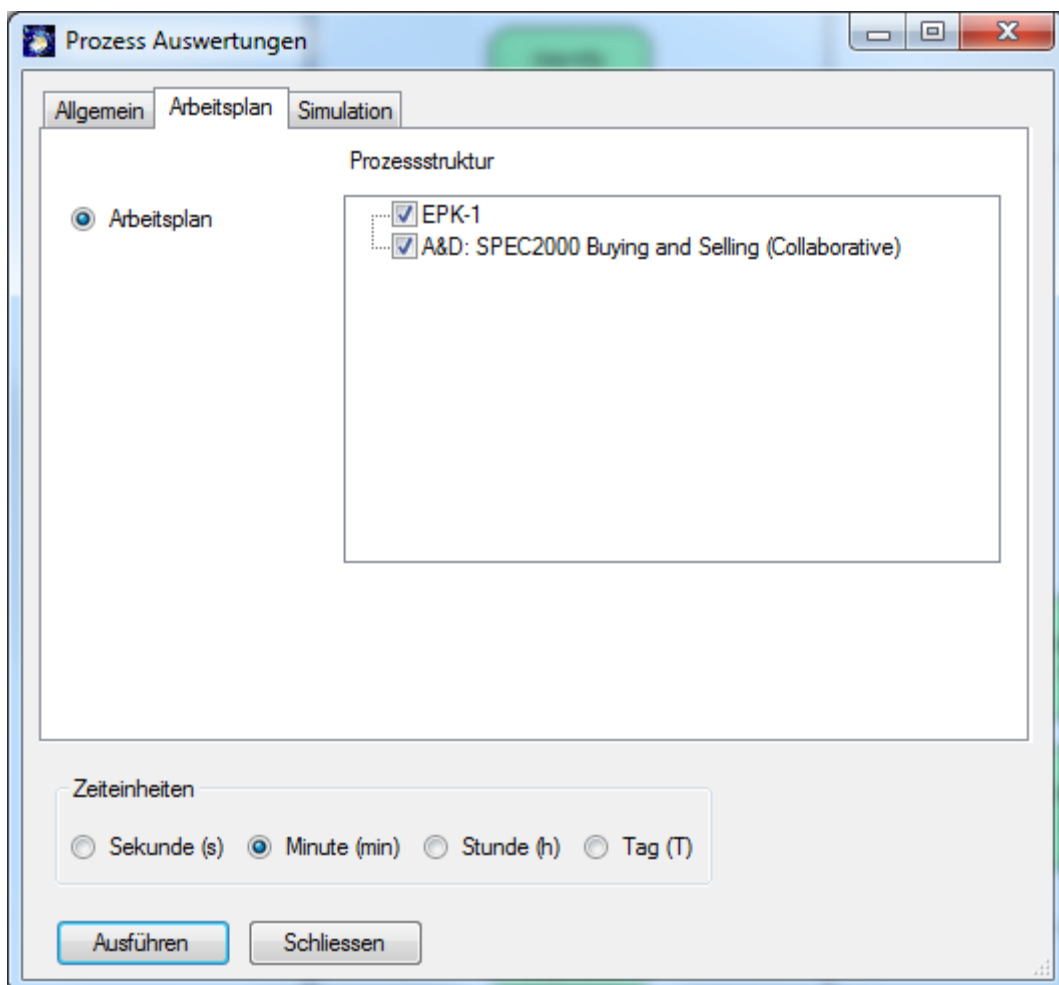 Prozess Auswertungen
Allgemein Arbeitsplan Simulation
Prozessstruktur
Arbeitsplan
EPK-1
A&D: SPEC2000 Buying and Selling (Collaborative)
Zeiteinheiten
Sekunde (s) Minute (min) Stunde (h) Tag (T)
Ausführen Schliessen